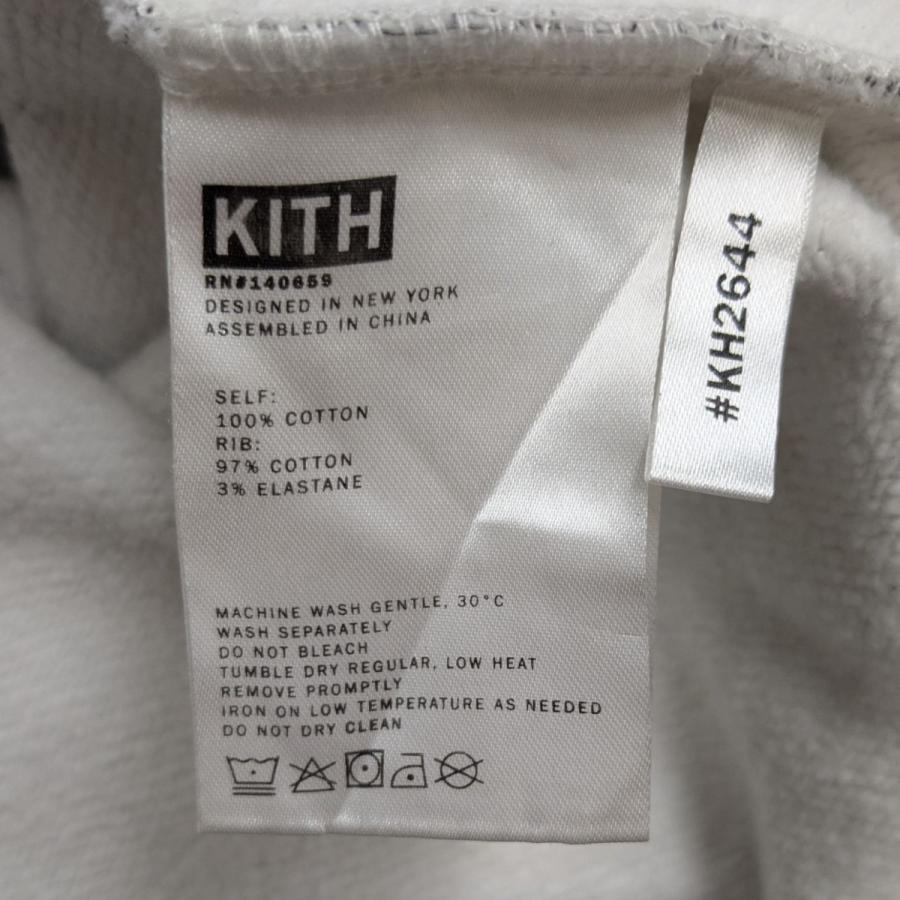 KITH
RN#140659
DESIGNED IN NEW YORK
ASSEMBLED IN CHINA
SELF:
100% COTTON
RIB:
97% COTTON
3% ELASTANE
MACHINE WASH GENTLE, 30°C
WASH SEPARATELY
DO NOT BLEACH
TUMBLE DRY REGULAR, LOW HEAT
REMOVE PROMPTLY
IRON ON LOW TEMPERATURE AS NEEDED
DO NOT DRY CLEAN
#KH2644